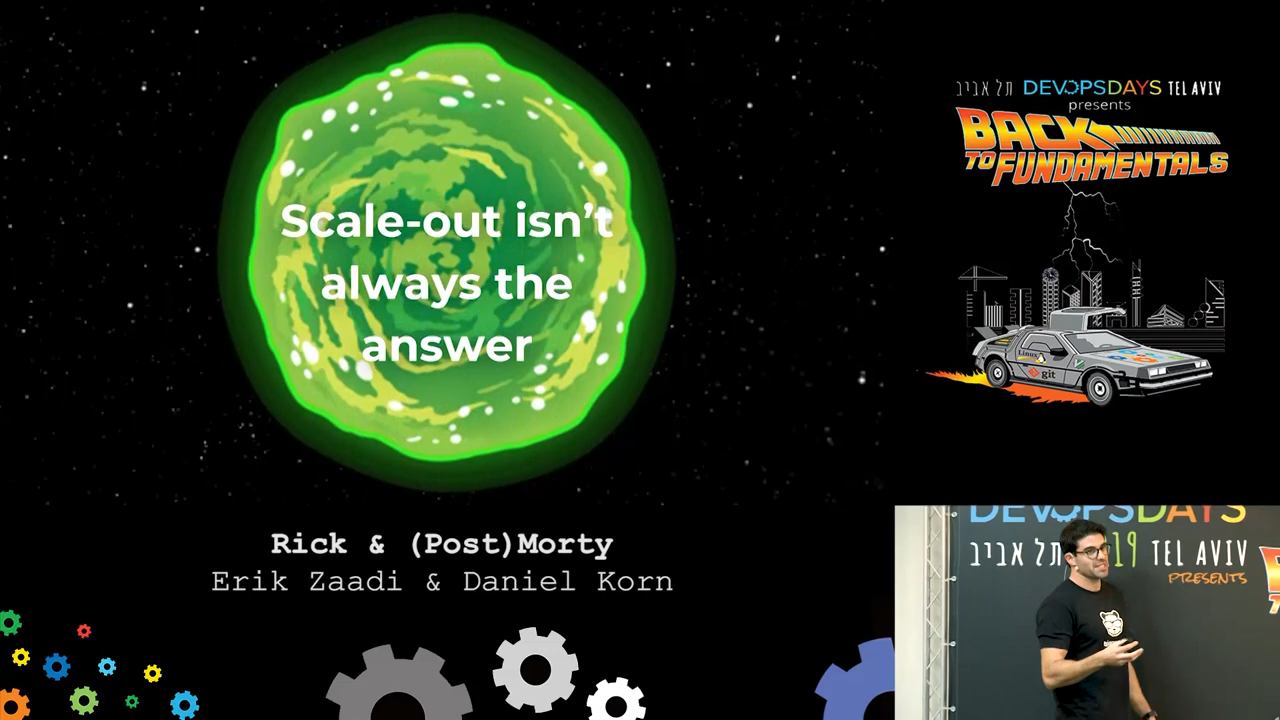 Scale-out isn't
always the
answer
Rick & (Post)Morty
Erik Zaadi & Daniel Korn
תל אביב DEVOPSDAYS TEL AVIV
presents
BACK
TO FUNDAMENTALS
Linux
git
DEVOPSDAYS
תל אביב 19 TEL AVIV
PRESENTS